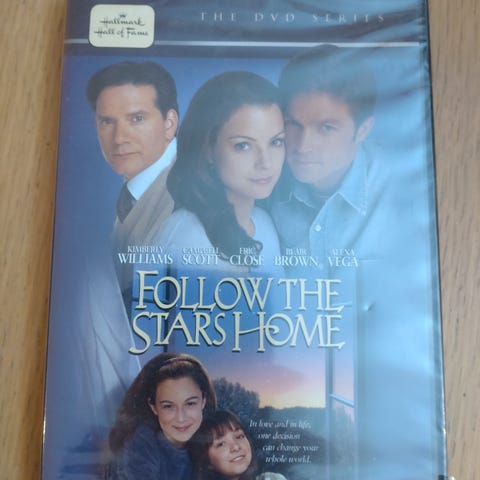 Hallmark
Hall of Fame
THE DVD SERIES
KIMBERLY WILLIAMS
CAMPBELL SCOTT
ERIC CLOSE
BLAIR BROWN
ALEXA VEGA
FOLLOW THE
STARS HOME
In love and in life,
one decision
can change your
whole world.